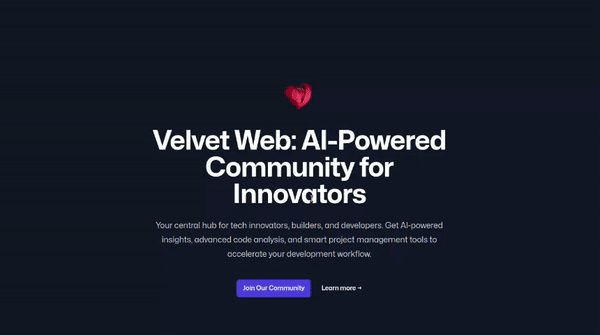 Velvet Web: AI-Powered
Community for
Innovators
Your central hub for tech innovators, builders, and developers. Get AI-powered
insights, advanced code analysis, and smart project management tools to
accelerate your development workflow.
Join Our Community Learn more →